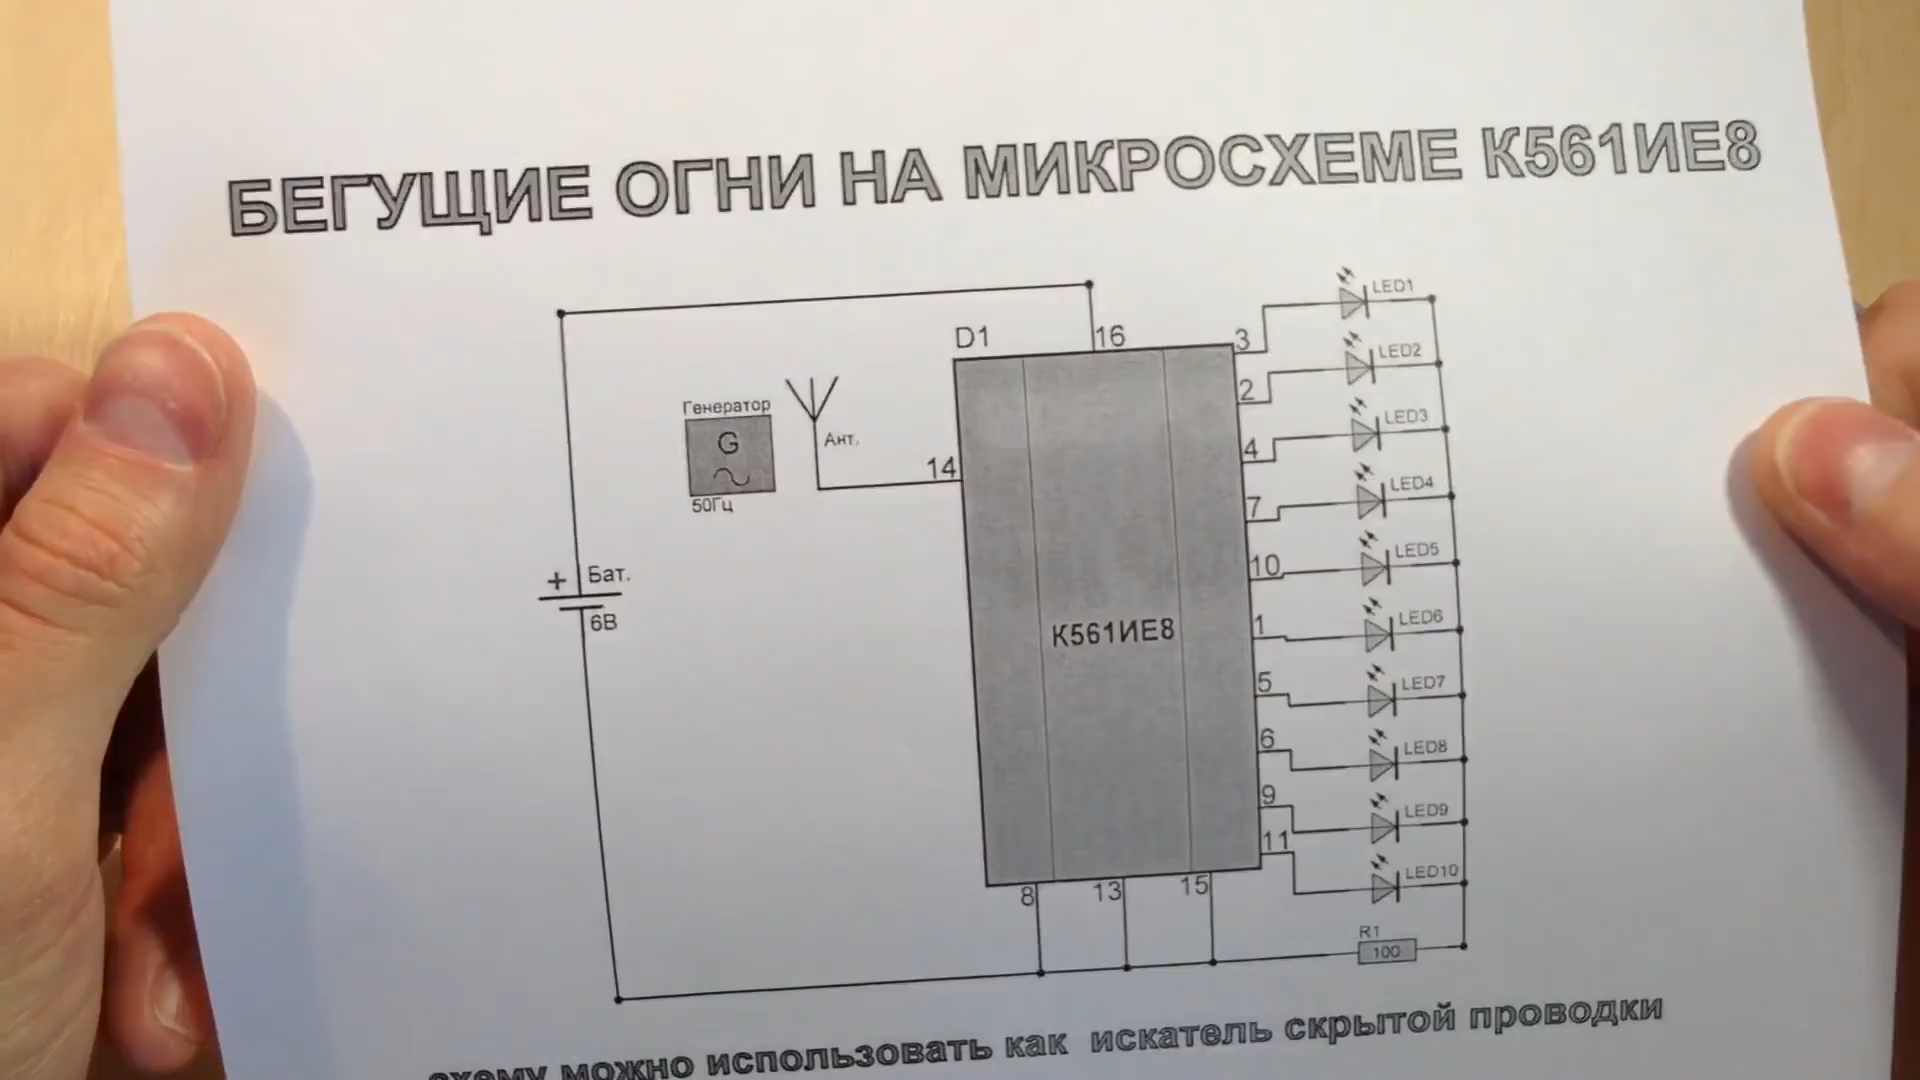 БЕГУЩИЕ ОГНИ НА МИКРОСХЕМЕ К561ИЕ8
D1
16
Генератор
G
50Гц
Ант.
14
+ Бат.
6В
К561ИЕ8
3
LED1
2
LED2
4
LED3
7
LED4
10
LED5
1
LED6
5
LED7
6
LED8
9
LED9
11
LED10
8
13
15
R1
100
схему можно использовать как искатель скрытой проводки